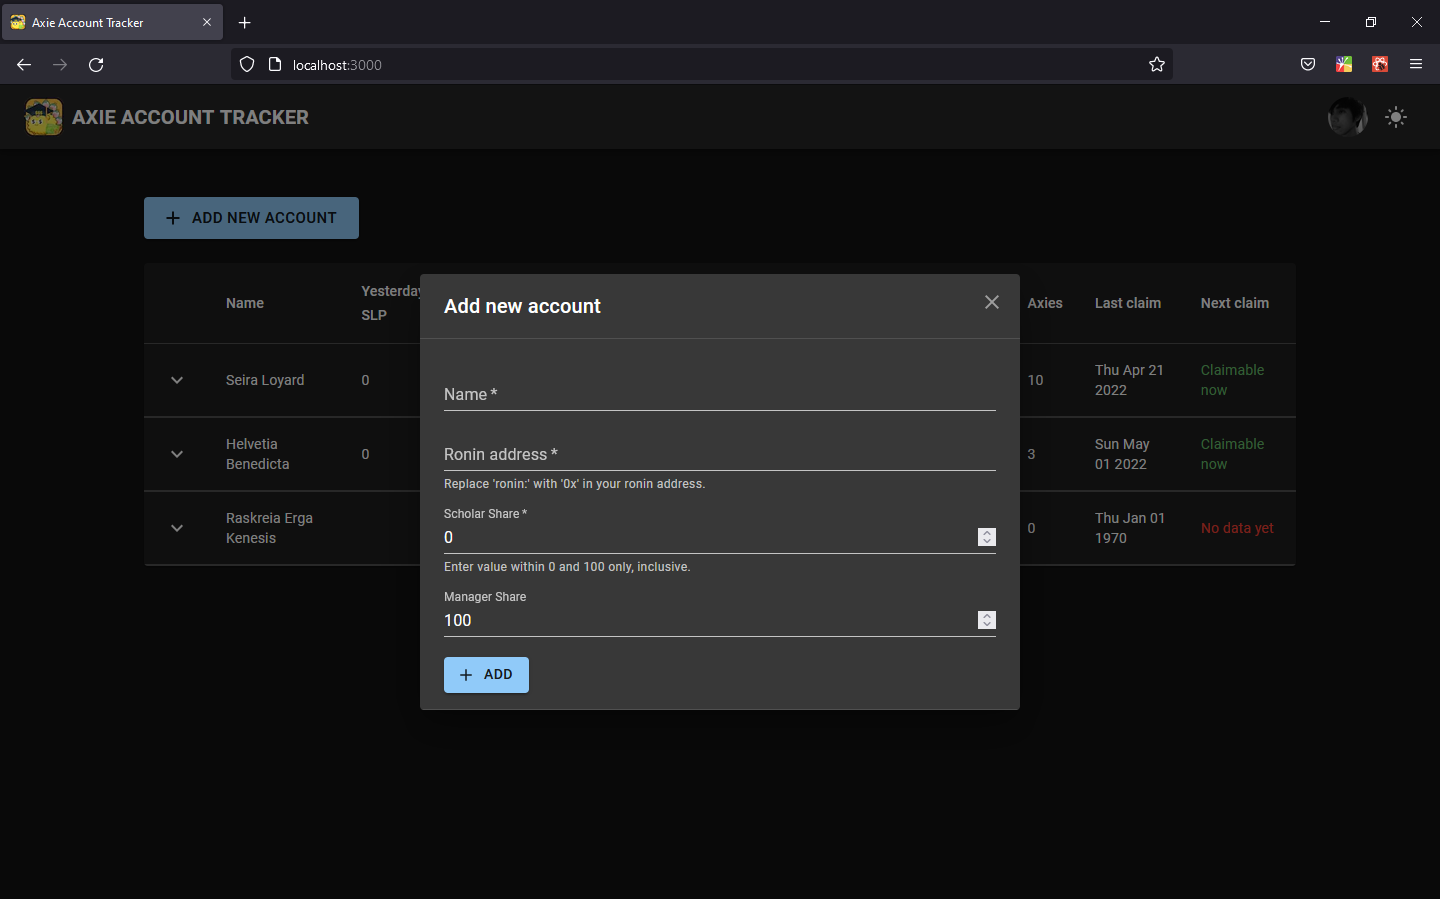 Axie Account Tracker
localhost:3000
AXIE ACCOUNT TRACKER
ADD NEW ACCOUNT
Name
Yesterday
SLP
Axies
Last claim
Next claim
Seira Loyard
0
10
Thu Apr 21
2022
Claimable
now
Helvetia
Benedicta
0
3
Sun May
01 2022
Claimable
now
Raskreia Erga
Kenesis
0
Thu Jan 01
1970
No data yet
Add new account
Name *
Ronin address *
Replace 'ronin:' with '0x' in your ronin address.
Scholar Share *
0
Enter value within 0 and 100 only, inclusive.
Manager Share
100
ADD